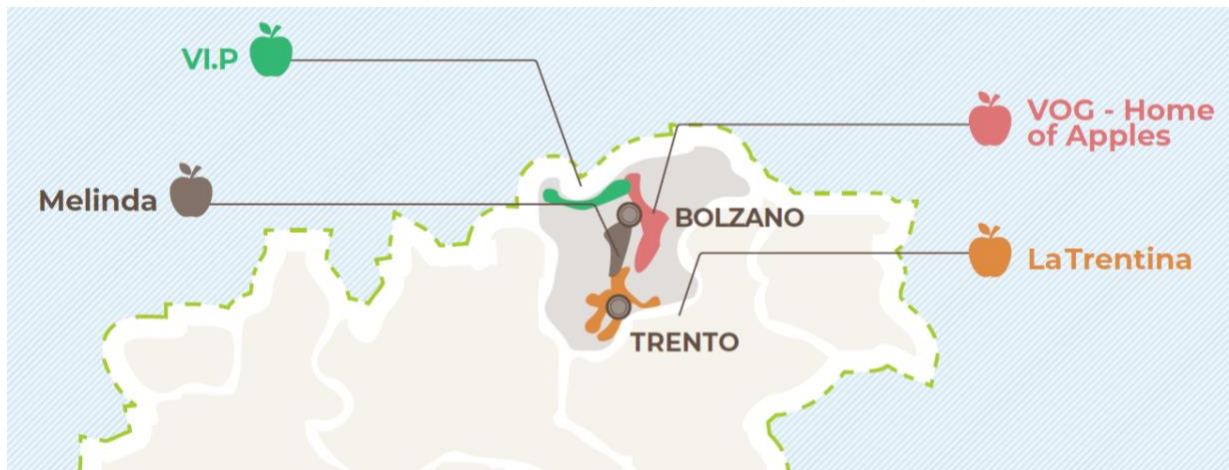 VI.P
VOG - Home
of Apples
Melinda
BOLZANO
LaTrentina
TRENTO